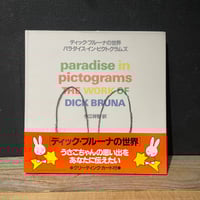 ディック・ブルーナの世界
パラダイス・イン・ピクトグラムズ
paradise in
pictograms
THE WORK OF
DICK BRUNA
ディック・ブルーナの世界
うさこちゃんの思い出を
あなたに伝えたい